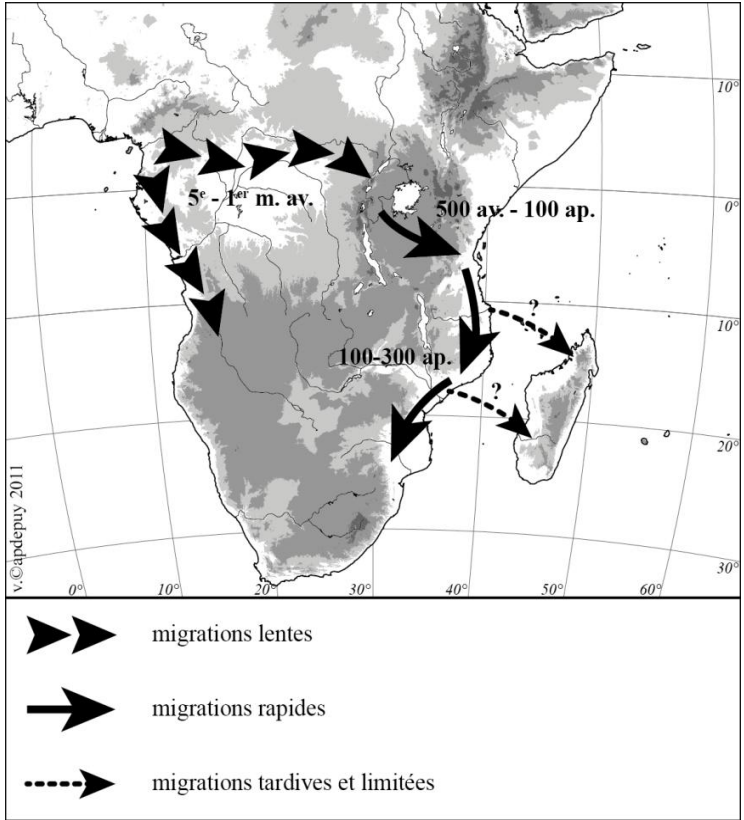 10°
5ᵉ - 1ᵉʳ m. av.
500 av. - 100 ap.
0°
?
10°
100-300 ap.
?
20°
v.©apdepuy 2011
30°
0° 10° 20° 30° 40° 50° 60°
migrations lentes
migrations rapides
migrations tardives et limitées